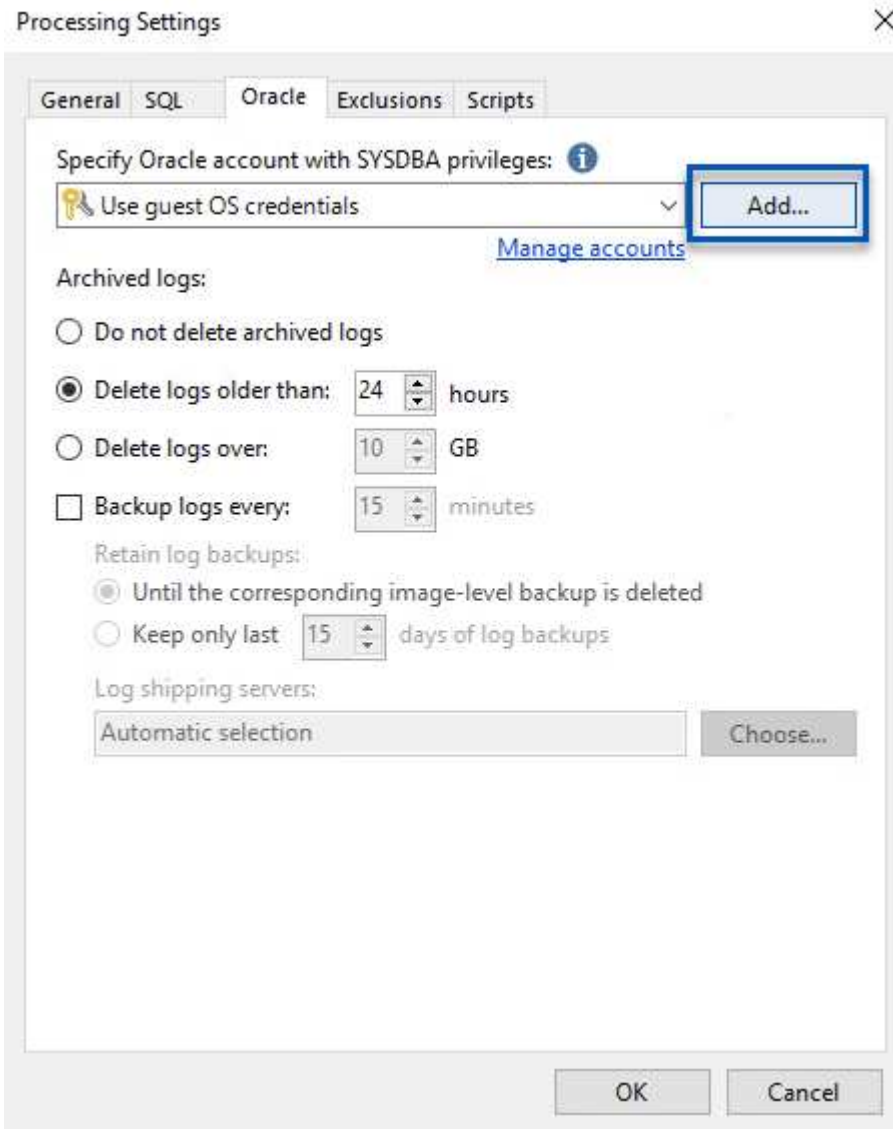 Processing Settings
General SQL Oracle Exclusions Scripts
Specify Oracle account with SYSDBA privileges:
Use guest OS credentials Add...
Manage accounts
Archived logs:
Do not delete archived logs
Delete logs older than: 24 hours
Delete logs over: 10 GB
Backup logs every: 15 minutes
Retain log backups:
Until the corresponding image-level backup is deleted
Keep only last 15 days of log backups
Log shipping servers:
Automatic selection Choose...
OK Cancel